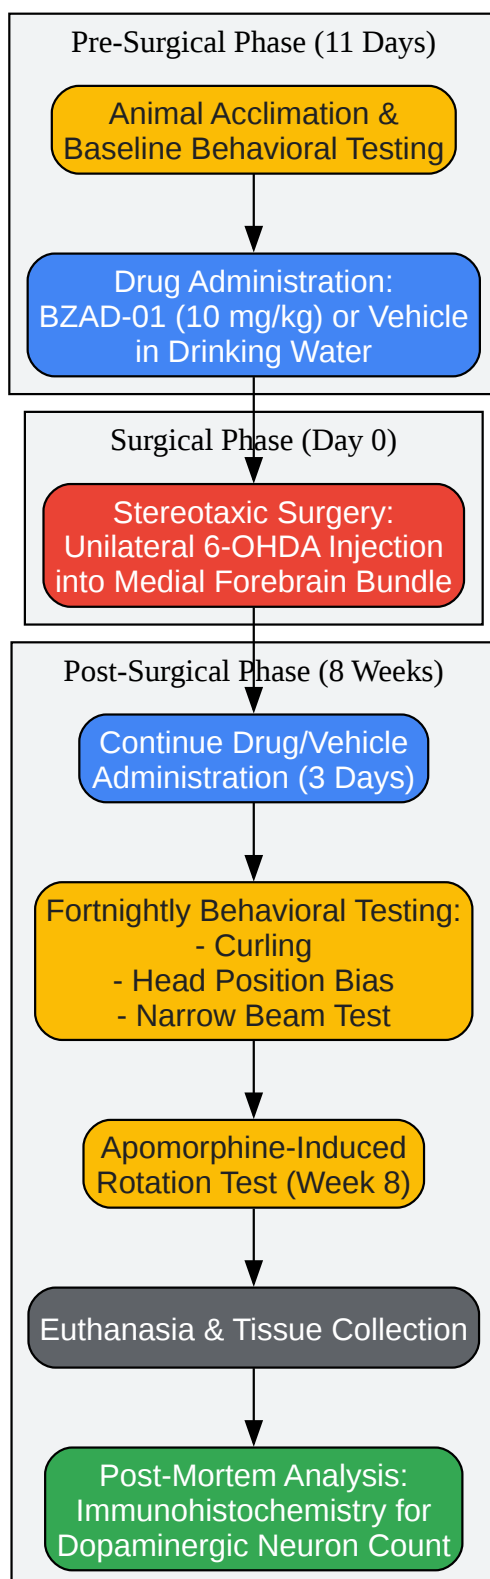 Pre-Surgical Phase (11 Days)
Animal Acclimation &
Baseline Behavioral Testing
Drug Administration:
BZAD-01 (10 mg/kg) or Vehicle
in Drinking Water
Surgical Phase (Day 0)
Stereotaxic Surgery:
Unilateral 6-OHDA Injection
into Medial Forebrain Bundle
Post-Surgical Phase (8 Weeks)
Continue Drug/Vehicle
Administration (3 Days)
Fortnightly Behavioral Testing:
- Curling
- Head Position Bias
- Narrow Beam Test
Apomorphine-Induced
Rotation Test (Week 8)
Euthanasia & Tissue Collection
Post-Mortem Analysis:
Immunohistochemistry for
Dopaminergic Neuron Count